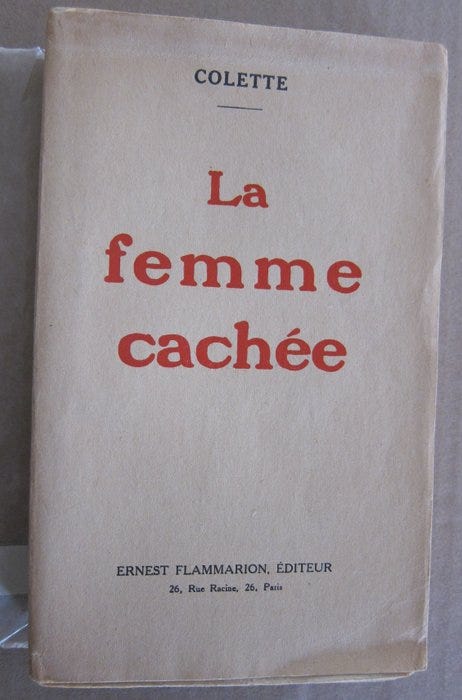 COLETTE
La
femme
cachée
ERNEST FLAMMARION, ÉDITEUR
26, Rue Racine, 26, Paris